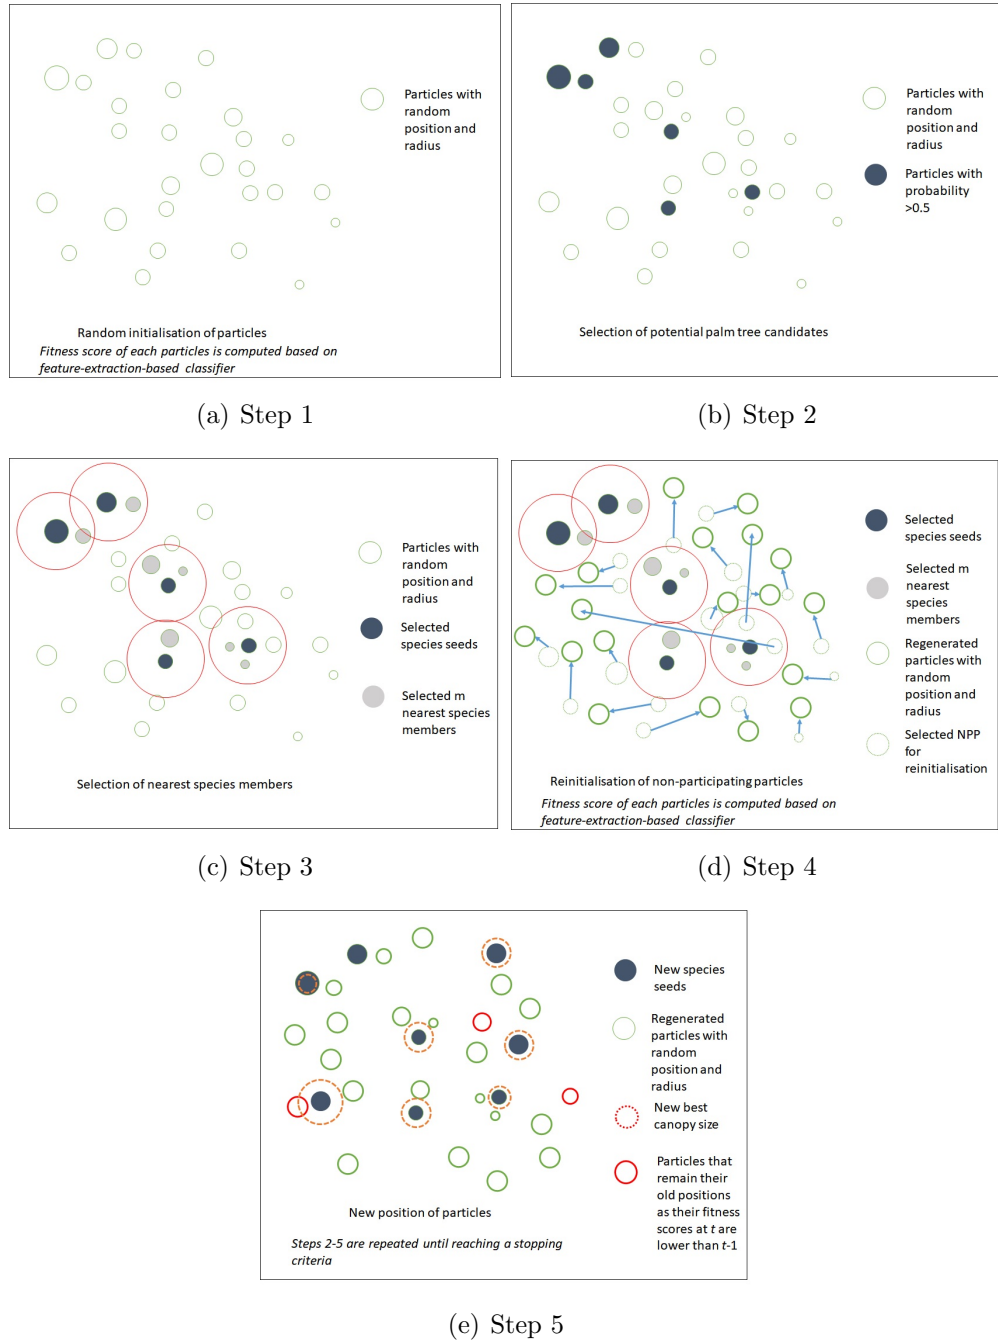 Particles with
random
position and
radius
Random initialisation of particles
Fitness score of each particles is computed based on
feature-extraction-based classifier
(a) Step 1
Particles with
random
position and
radius
Particles with
probability
>0.5
Selection of potential palm tree candidates
(b) Step 2
Particles with
random
position and
radius
Selected
species seeds
Selected m
nearest species
members
Selection of nearest species members
(c) Step 3
Selected
species seeds
Selected m
nearest
species
members
Regenerated
particles with
random
position and
radius
Selected NPP
for
reinitialisation
Reinitialisation of non-participating particles
Fitness score of each particles is computed based on
feature-extraction-based classifier
(d) Step 4
New species
seeds
Regenerated
particles with
random
position and
radius
New best
canopy size
Particles that
remain their
old positions
as their fitness
scores at t are
lower than t-1
New position of particles
Steps 2-5 are repeated until reaching a stopping
criteria
(e) Step 5